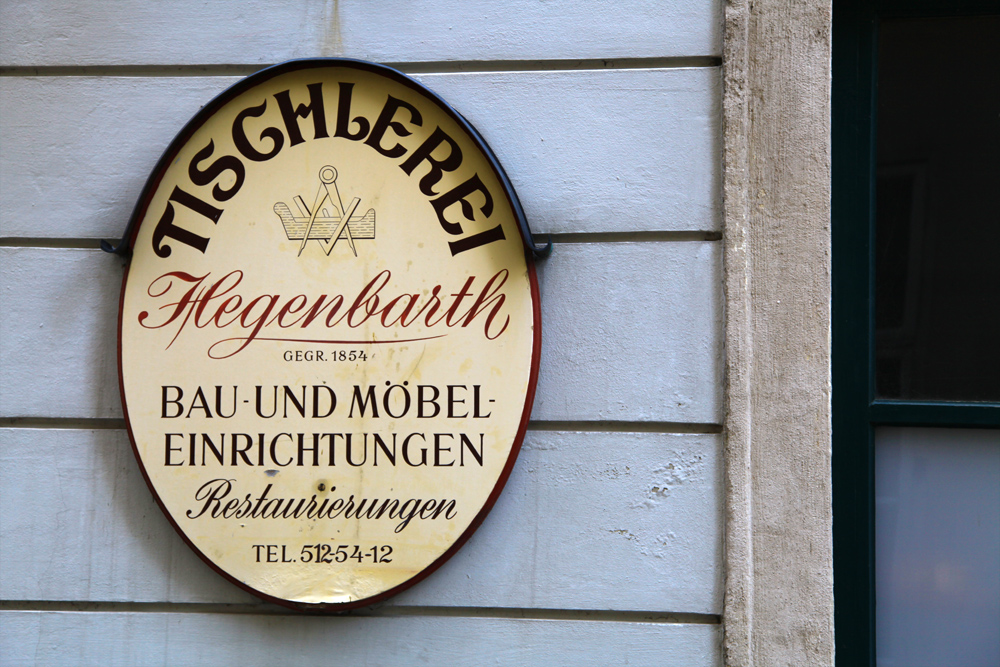 TISCHLEREI
Hegenbarth
GEGR. 1854
BAU-UND MÖBEL-
EINRICHTUNGEN
Restaurierungen
TEL. 512-54-12